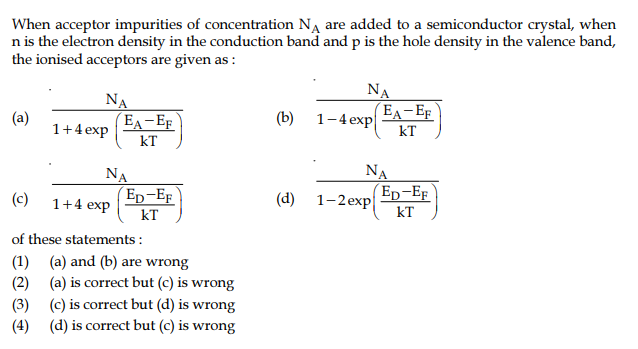 When acceptor impurities of concentration N_A are added to a semiconductor crystal, when
n is the electron density in the conduction band and p is the hole density in the valence band,
the ionised acceptors are given as :
(a) \frac{N_A}{1+4 exp \left(\frac{E_A-E_F}{kT}\right)} (b) \frac{N_A}{1-4 exp \left(\frac{E_A-E_F}{kT}\right)}
(c) \frac{N_A}{1+4 exp \left(\frac{E_D-E_F}{kT}\right)} (d) \frac{N_A}{1-2 exp \left(\frac{E_D-E_F}{kT}\right)}
of these statements :
(1) (a) and (b) are wrong
(2) (a) is correct but (c) is wrong
(3) (c) is correct but (d) is wrong
(4) (d) is correct but (c) is wrong